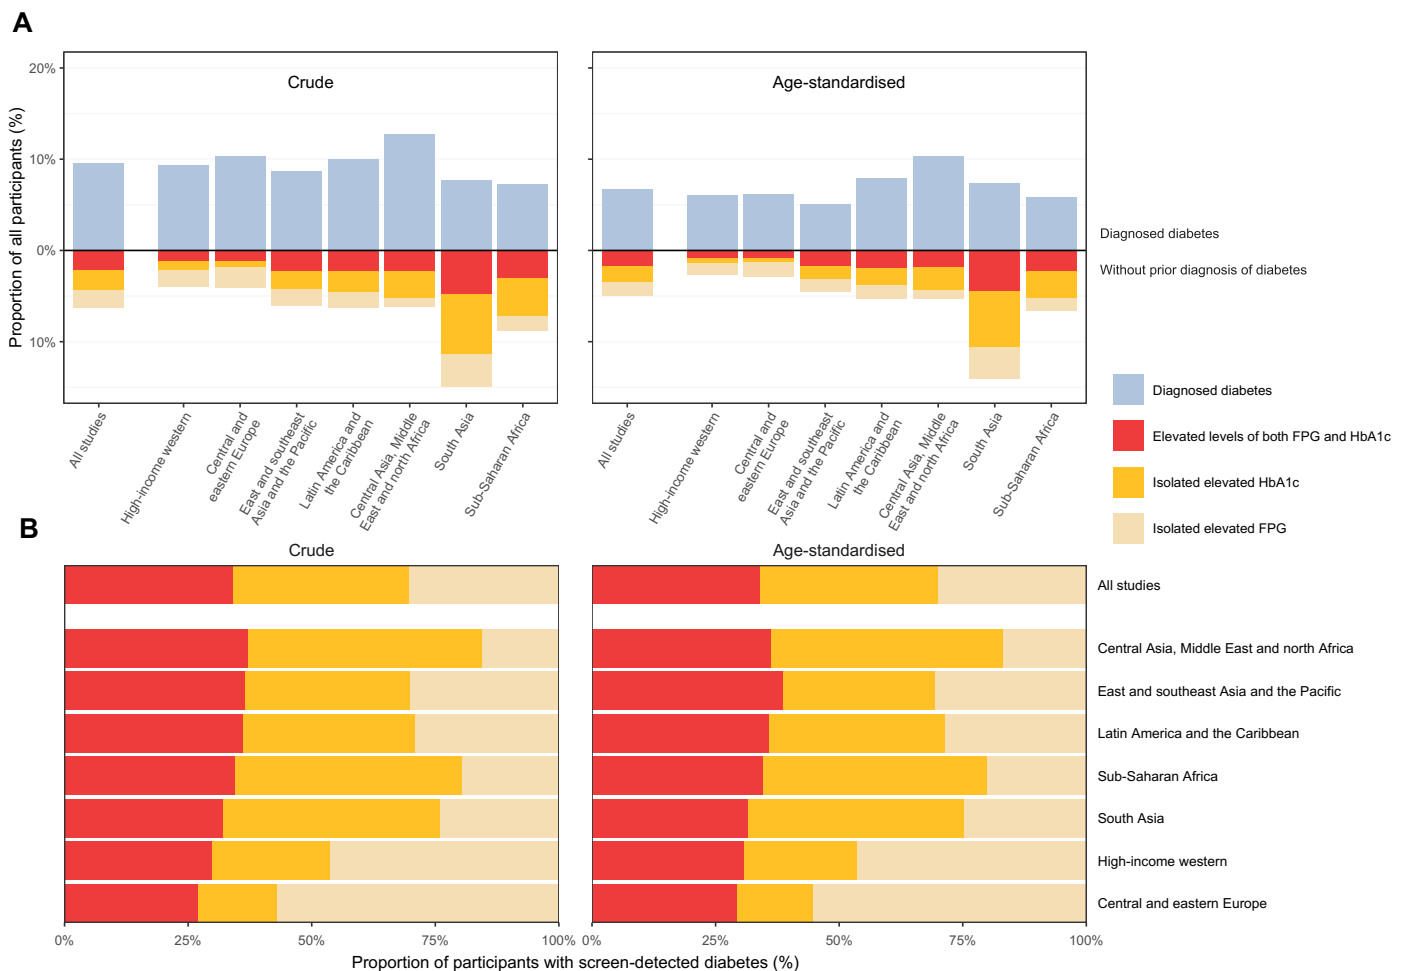 A
Crude
Age-standardised
Proportion of all participants (%)
20%
10%
0%
10%
Diagnosed diabetes
Without prior diagnosis of diabetes
All studies
High-income western
Central and
eastern Europe
East and southeast
Asia and the Pacific
Latin America and
the Caribbean
Central Asia, Middle
East and north Africa
South Asia
Sub-Saharan Africa
All studies
High-income western
Central and
eastern Europe
East and southeast
Asia and the Pacific
Latin America and
the Caribbean
Central Asia, Middle
East and north Africa
South Asia
Sub-Saharan Africa
Diagnosed diabetes
Elevated levels of both FPG and HbA1c
Isolated elevated HbA1c
Isolated elevated FPG
B
Crude
Age-standardised
All studies
Central Asia, Middle East and north Africa
East and southeast Asia and the Pacific
Latin America and the Caribbean
Sub-Saharan Africa
South Asia
High-income western
Central and eastern Europe
0% 25% 50% 75% 100% 0% 25% 50% 75% 100%
Proportion of participants with screen-detected diabetes (%)